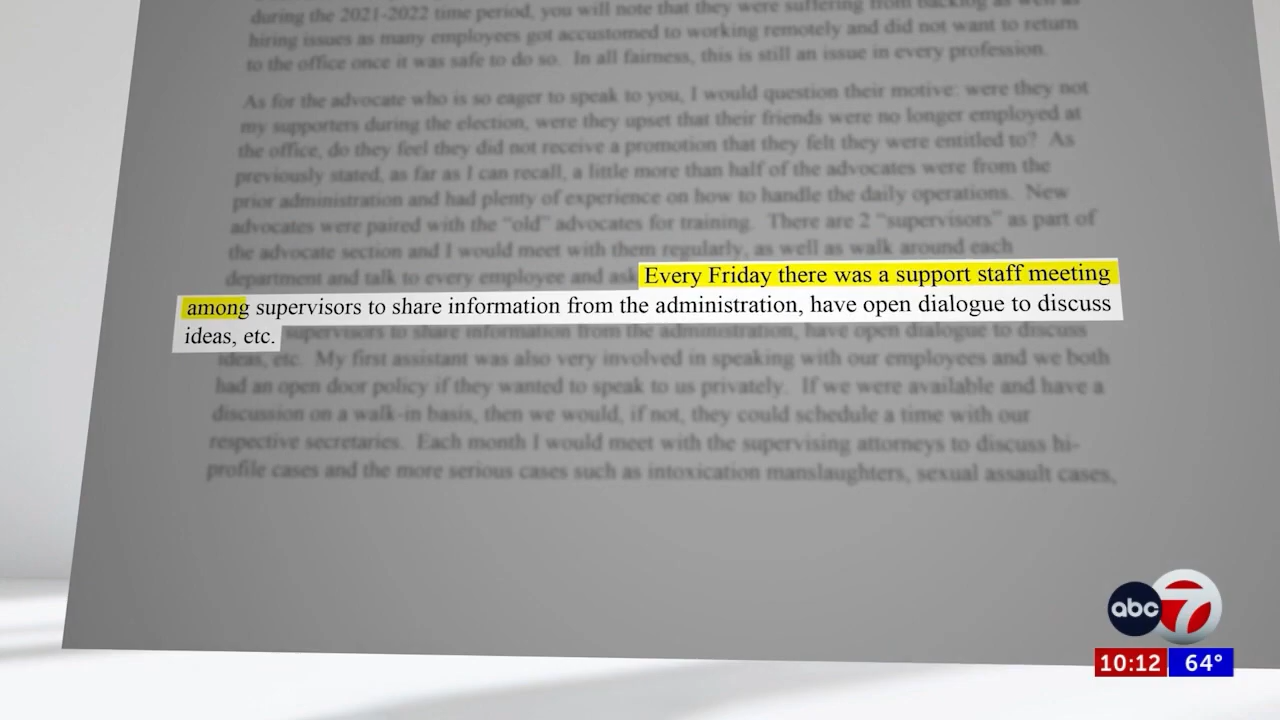 during the 2021-2022 time period, you will note that they were suffering from backlog as well as
hiring issues as many employees got accustomed to working remotely and did not want to return
to the office once it was safe to do so. In all fairness, this is still an issue in every profession.
As for the advocate who is so eager to speak to you, I would question their motive: were they not
my supporters during the election, were they upset that their friends were no longer employed at
the office, do they feel they did not receive a promotion that they felt they were entitled to? As
previously stated, as far as I can recall, a little more than half of the advocates were from the
prior administration and had plenty of experience on how to handle the daily operations. New
advocates were paired with the "old" advocates for training. There are 2 "supervisors" as part of
the advocate section and I would meet with them regularly, as well as walk around each
department and talk to every employee and ask Every Friday there was a support staff meeting
among supervisors to share information from the administration, have open dialogue to discuss
ideas, etc. supervisors to share information from the administration, have open dialogue to discuss
ideas, etc. My first assistant was also very involved in speaking with our employees and we both
had an open door policy if they wanted to speak to us privately. If we were available and have a
discussion on a walk-in basis, then we would, if not, they could schedule a time with our
respective secretaries. Each month I would meet with the supervising attorneys to discuss hi-
profile cases and the more serious cases such as intoxication manslaughters, sexual assault cases,
abc 7
10:12 64°